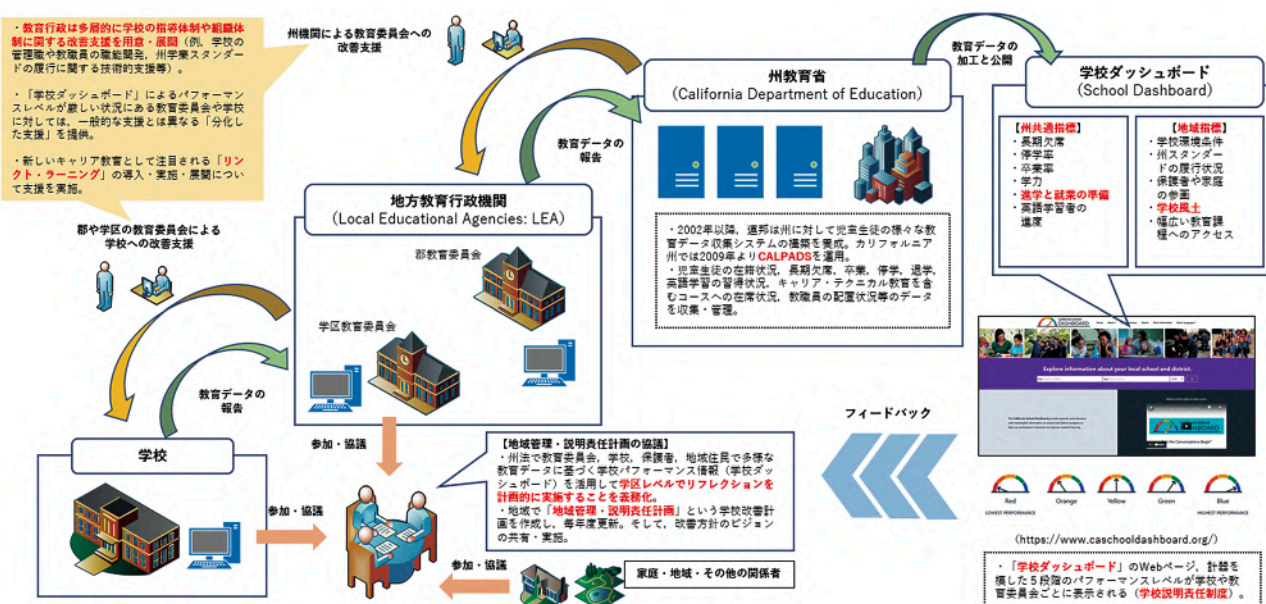 ・教育行政は多層的に学校の指導体制や組織体
制に関する改善支援を用意・展開（例，学校の
管理職や教職員の職能開発，州学業スタンダー
ドの履行に関する技術的支援等）。
・「学校ダッシュボード」によるパフォーマン
スレベルが厳しい状況にある教育委員会や学校
に対しては，一般的な支援とは異なる「分化し
た支援」を提供。
・新しいキャリア教育として注目される「リン
クト・ラーニング」の導入・実施・展開につい
て支援を実施。
州機関による教育委員会への
改善支援
郡や学区の教育委員会による
学校への改善支援
教育データの
報告
学校
地方教育行政機関
（Local Educational Agencies: LEA）
郡教育委員会
学区教育委員会
教育データの
報告
州教育省
（California Department of Education）
・2002年以降，連邦は州に対して児童生徒の様々な教
育データ収集システムの構築を要成。カリフォルニア
州では2009年よりCALPADSを運用。
・児童生徒の在籍状況，長期欠席，卒業，停学，退学，
英語学習の習得状況，キャリア・テクニカル教育を含
むコースへの在席状況，教職員の配置状況等のデータ
を収集・管理。
教育データの
加工と公開
学校ダッシュボード
（School Dashboard）
【州共通指標】
・長期欠席
・停学率
・卒業率
・学力
・進学と就業の準備
・英語学習者の
進度
【地域指標】
・学校環境条件
・州スタンダー
ドの履行状況
・保護者や家庭
の参画
・学校風土
・幅広い教育課
程へのアクセス
DASHBOARD
Explore information about your local school and district.
Red
Orange
Yellow
Green
Blue
LOWEST PERFORMANCE
HIGHEST PERFORMANCE
（https://www.caschooldashboard.org/）
・「学校ダッシュボード」のWebページ，計器を
模した５段階のパフォーマンスレベルが学校や教
育委員会ごとに表示される（学校説明責任制度）。
フィードバック
参加・協議
【地域管理・説明責任計画の協議】
・州法で教育委員会，学校，保護者，地域住民で多様な
教育データに基づく学校パフォーマンス情報（学校ダッ
シュボード）を活用して学区レベルでリフレクションを
計画的に実施することを義務化。
・地域で「地域管理・説明責任計画」という学校改善計
画を作成し，毎年度更新。そして，改善方針のビジョン
の共有・実施。
参加・協議
参加・協議
家庭・地域・その他の関係者